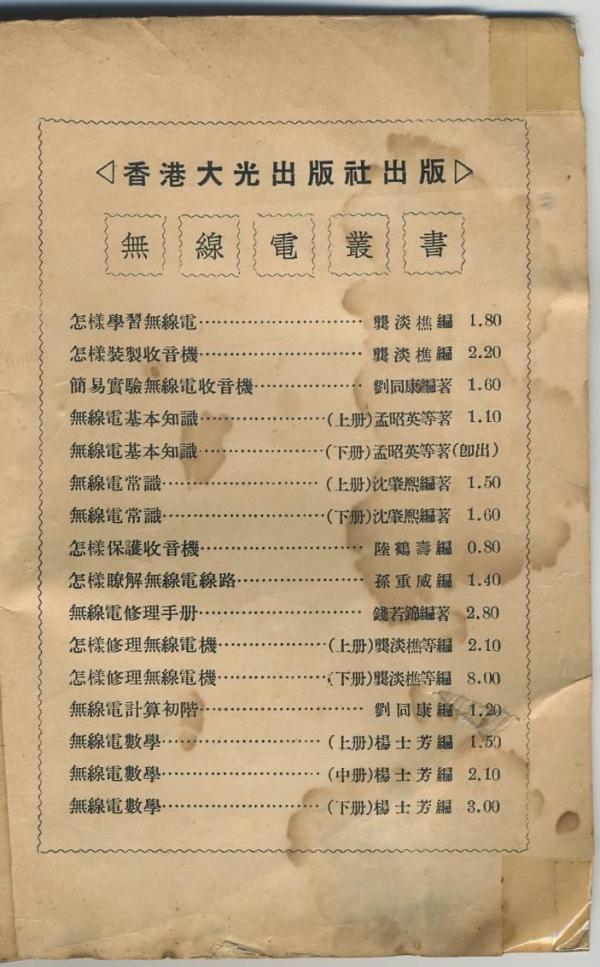 ◁香港大光出版社出版▷
無線電叢書
怎樣學習無線電…………………………龔淡樵編 1.80
怎樣裝製收音機…………………………龔淡樵編 2.20
簡易實驗無線電收音機………………劉同康編著 1.60
無線電基本知識…………………(上册)孟昭英等著 1.10
無線電基本知識…………………(下册)孟昭英等著(卽出)
無線電常識………………………(上册)沈肇熙編著 1.50
無線電常識………………………(下册)沈肇熙編著 1.60
怎樣保護收音機…………………………陸鶴壽編 0.80
怎樣瞭解無線電線路……………………孫重威編 1.40
無線電修理手册…………………………錢若錦編著 2.80
怎樣修理無線電機………………(上册)龔淡樵等編 2.10
怎樣修理無線電機………………(下册)龔淡樵等編 8.00
無線電計算初階…………………………劉同康編 1.20
無線電數學………………………(上册)楊士芳編 1.50
無線電數學………………………(中册)楊士芳編 2.10
無線電數學………………………(下册)楊士芳編 3.00